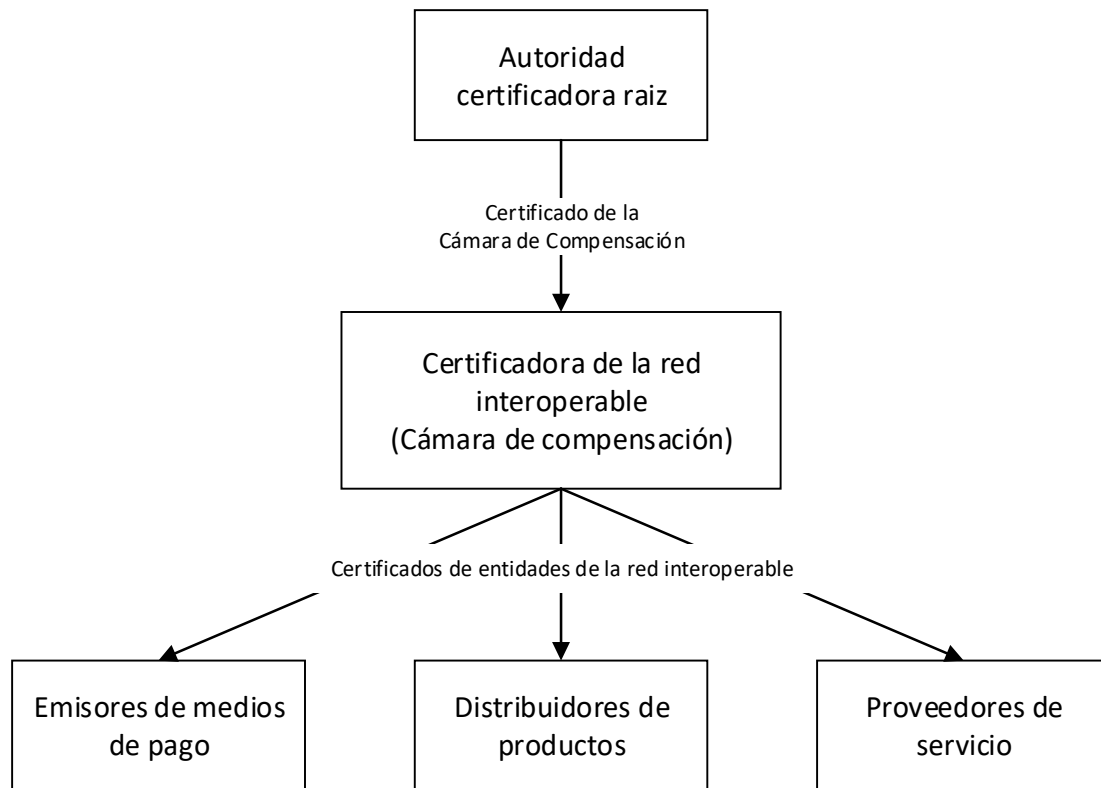 Autoridad
certificadora raiz
Certificado de la
Cámara de Compensación
Certificadora de la red
interoperable
(Cámara de compensación)
Certificados de entidades de la red interoperable
Emisores de medios
de pago
Distribuidores de
productos
Proveedores de
servicio